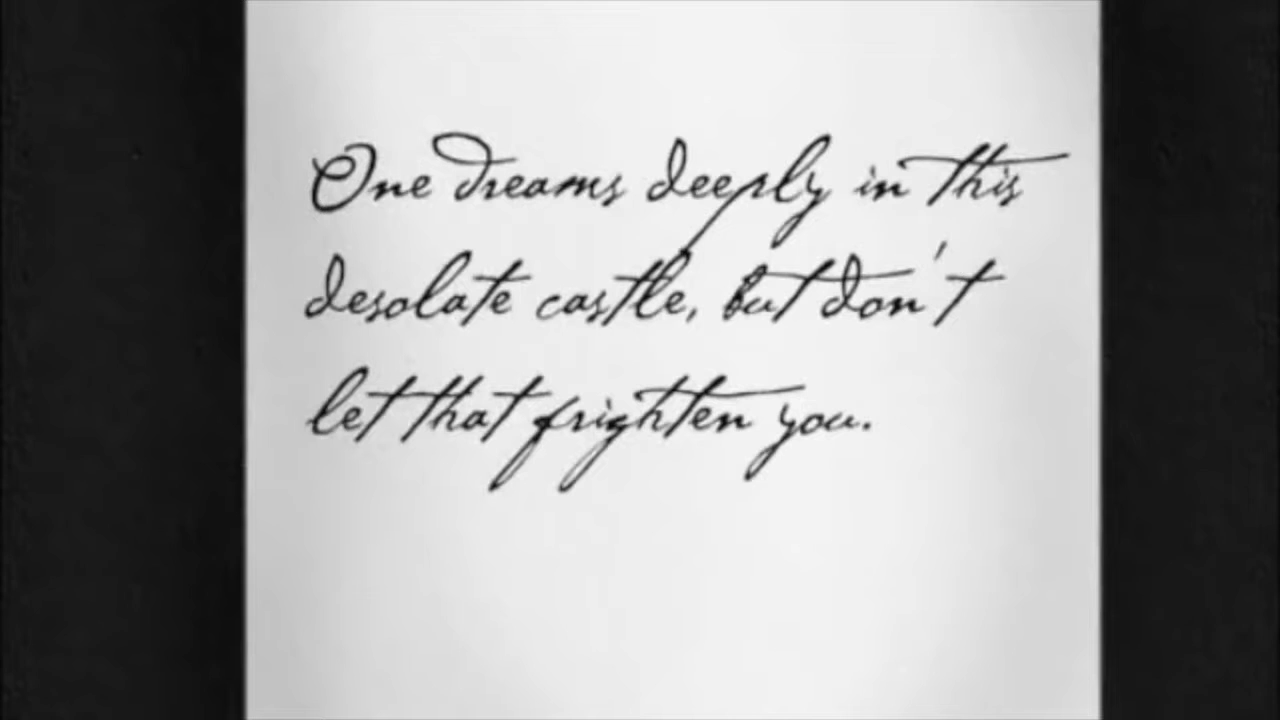 One dreams deeply in this
desolate castle, but don't
let that frighten you.